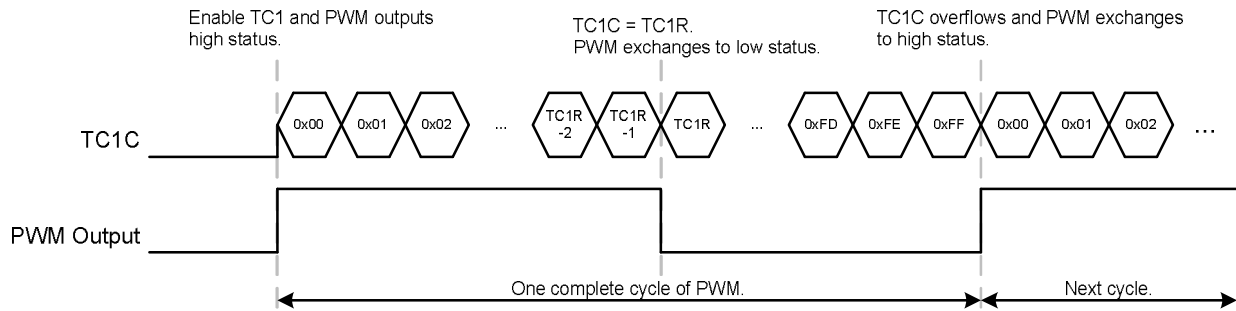 Enable TC1 and PWM outputs
high status.
TC1C = TC1R.
PWM exchanges to low status.
TC1C overflows and PWM exchanges
to high status.
TC1C
0x00
0x01
0x02
...
TC1R
-2
TC1R
-1
TC1R
...
0xFD
0xFE
0xFF
0x00
0x01
0x02
...
PWM Output
One complete cycle of PWM.
Next cycle.